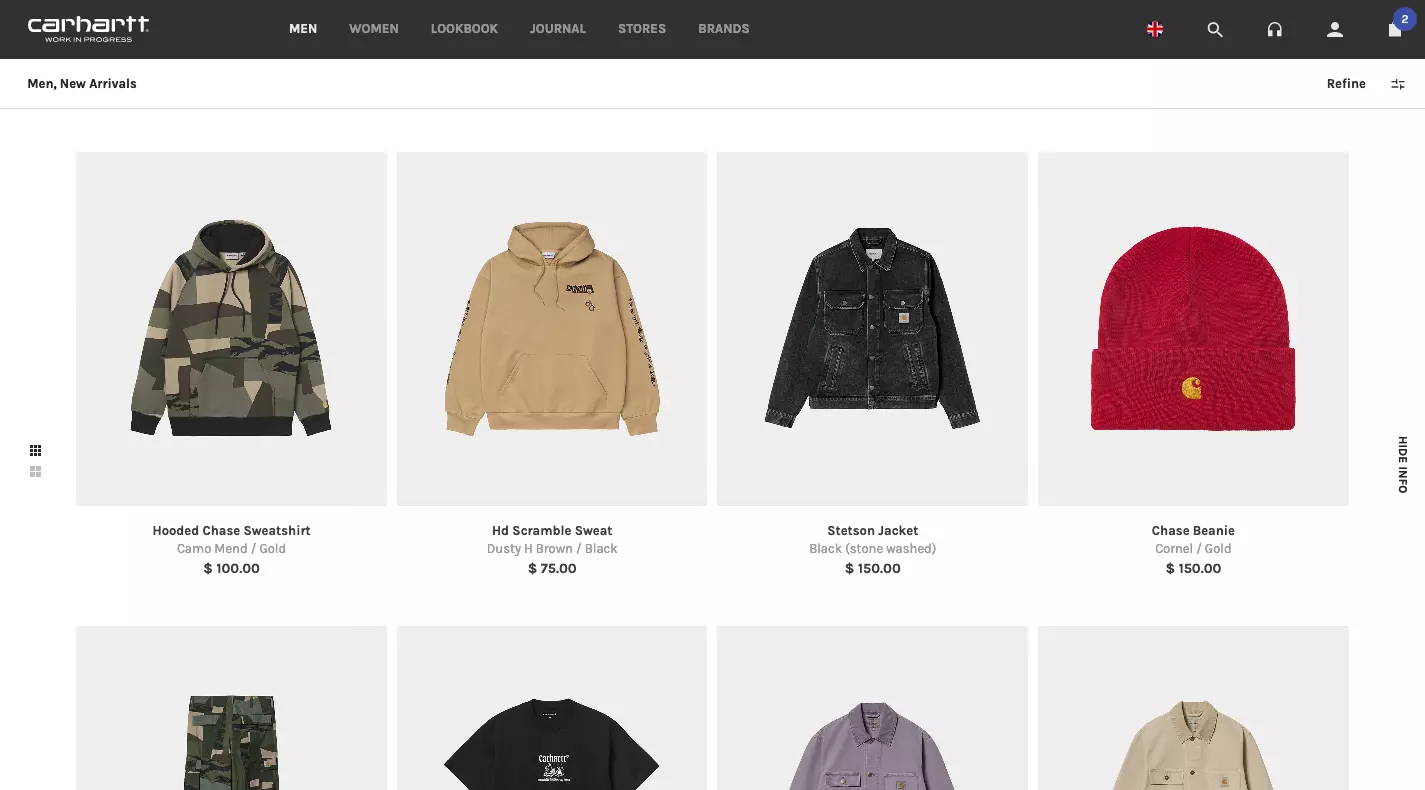 carhartt
WORK IN PROGRESS
MEN
WOMEN
LOOKBOOK
JOURNAL
STORES
BRANDS
2
Men, New Arrivals
Refine
HIDE INFO
Hooded Chase Sweatshirt
Camo Mend / Gold
$ 100.00
Hd Scramble Sweat
Dusty H Brown / Black
$ 75.00
Stetson Jacket
Black (stone washed)
$ 150.00
Chase Beanie
Cornel / Gold
$ 150.00
Carhartt